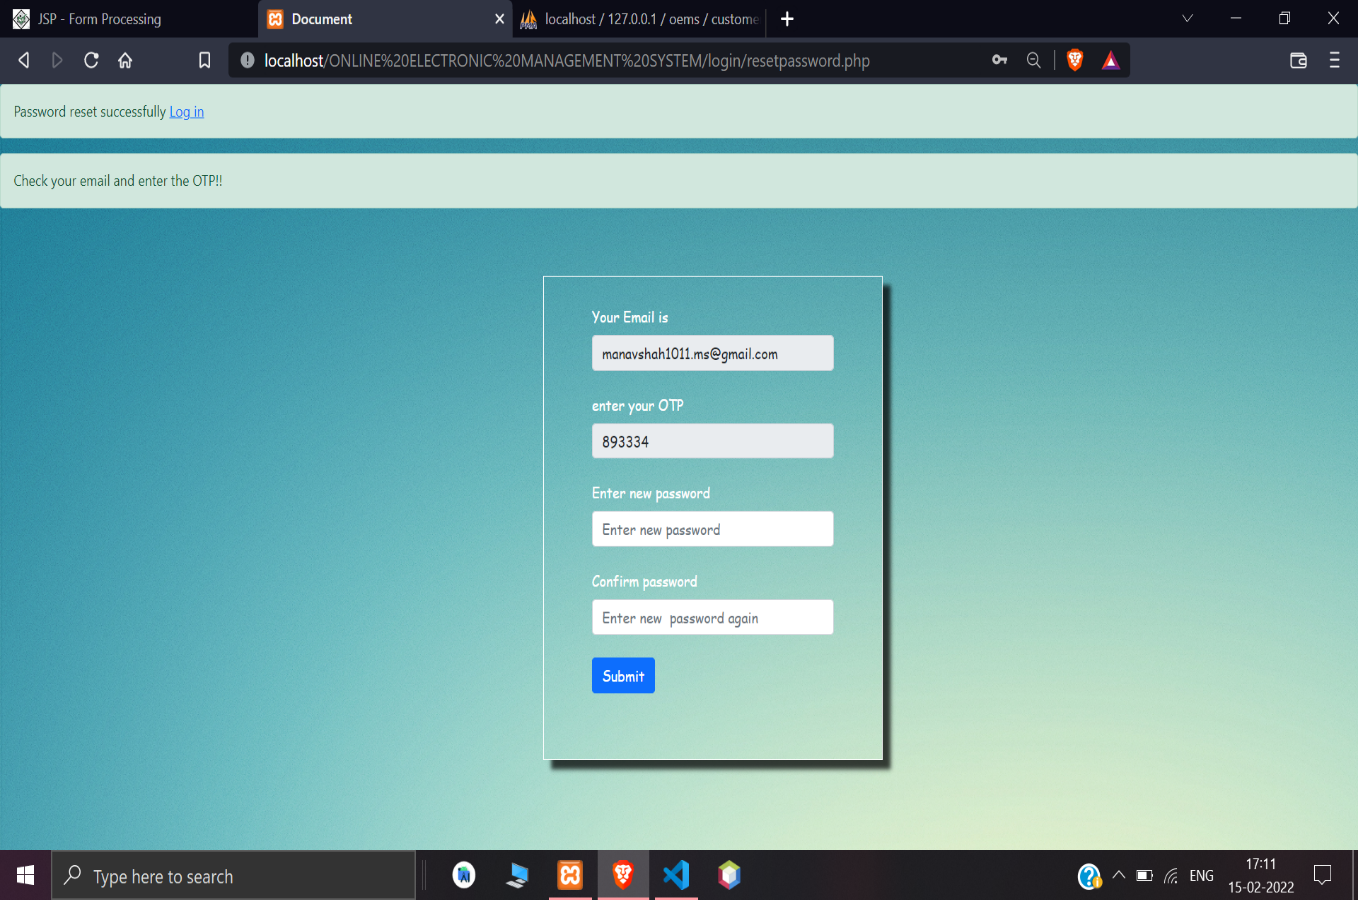 JSP - Form Processing
Document
localhost / 127.0.0.1 / oems / custome
localhost/ONLINE%20ELECTRONIC%20MANAGEMENT%20SYSTEM/login/resetpassword.php
Password reset successfully Log in
Check your email and enter the OTP!!
Your Email is
manavshah1011.ms@gmail.com
enter your OTP
893334
Enter new password
Enter new password
Confirm password
Enter new  password again
Submit
Type here to search
ENG
17:11
15-02-2022